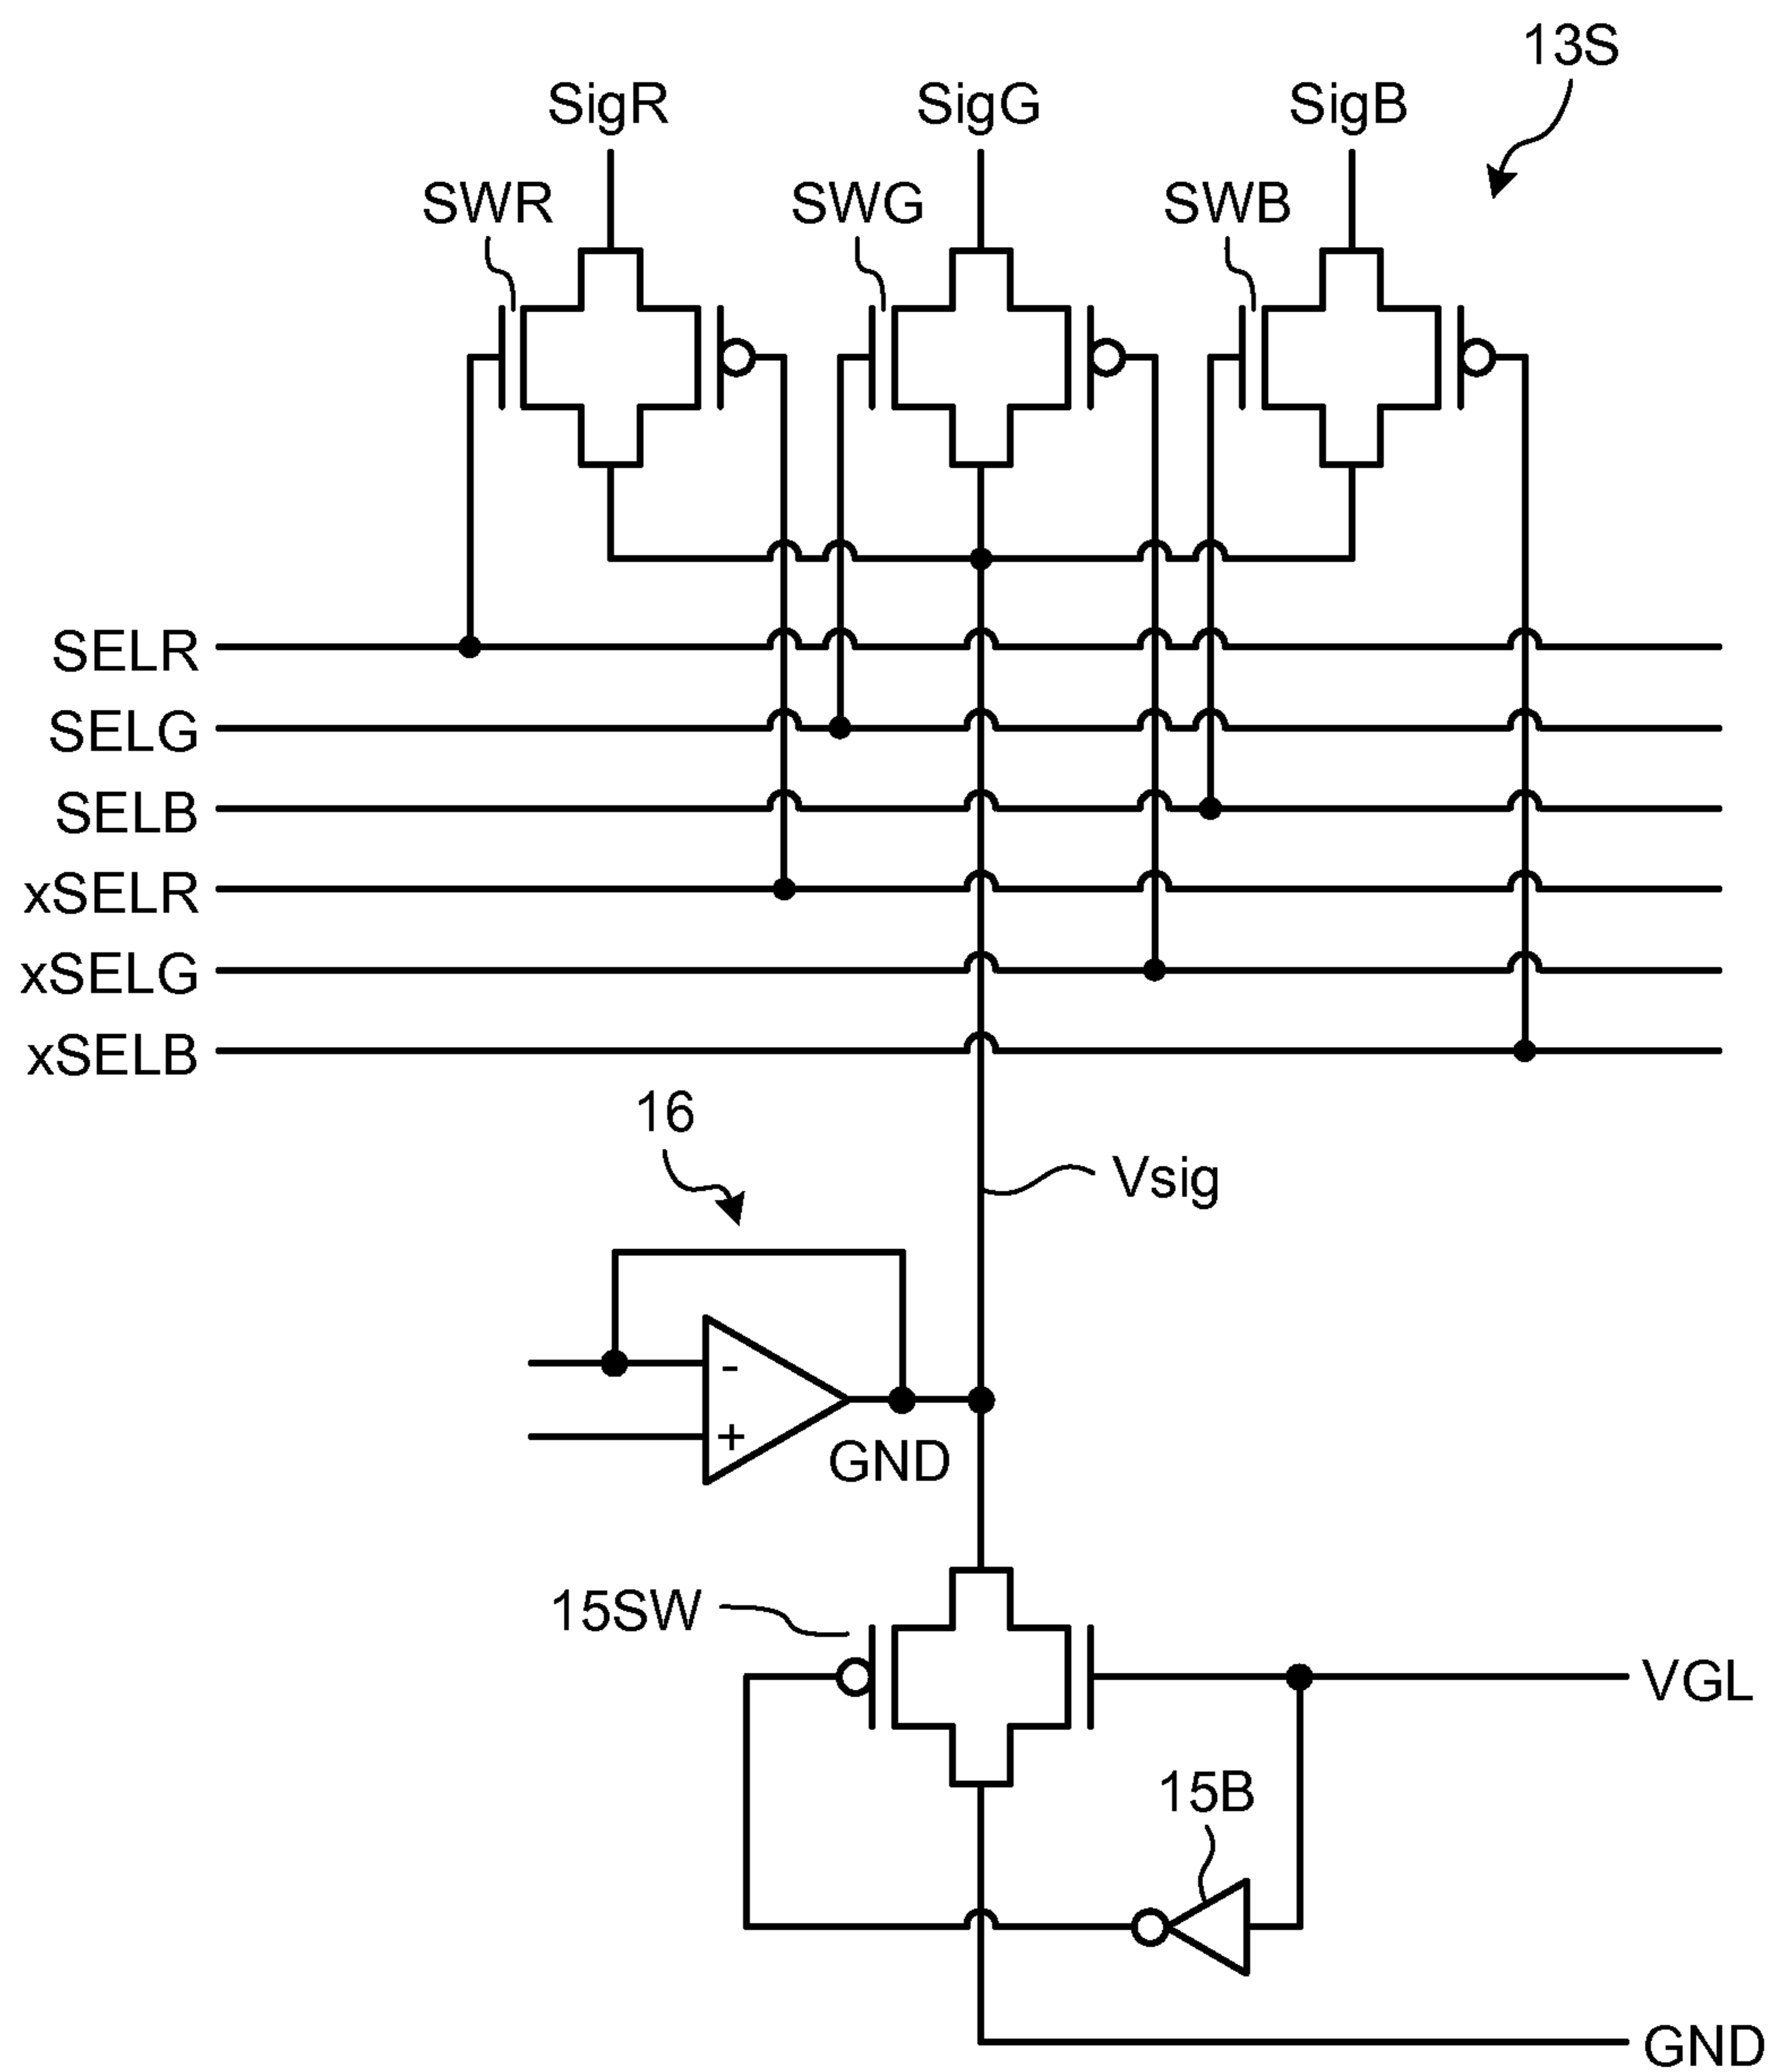 13S
SigR SigG SigB
SWR SWG SWB
SELR
SELG
SELB
xSELR
xSELG
xSELB
16
Vsig
-
+
GND
15SW
VGL
15B
GND